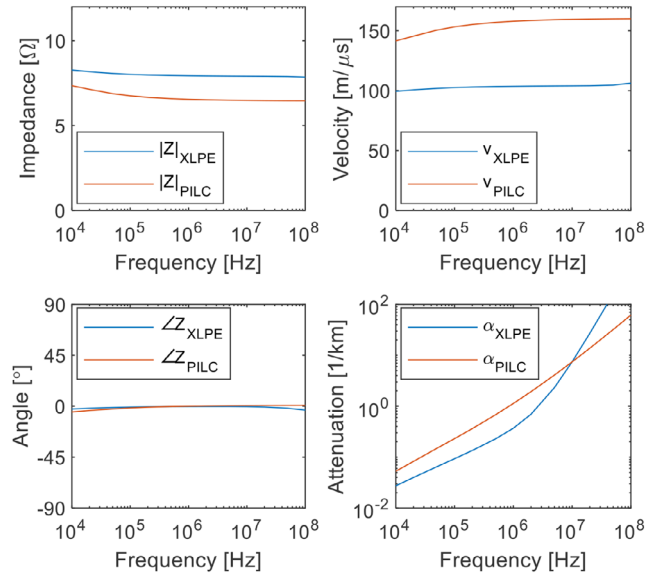 Impedance [Ω]
12
9
6
3
0
|Z|XLPE
|Z|PILC
10^4 10^5 10^6 10^7 10^8
Frequency [Hz]
Velocity [m/μs]
150
100
50
0
vXLPE
vPILC
10^4 10^5 10^6 10^7 10^8
Frequency [Hz]
Angle [°]
90
45
0
-45
-90
∠ZXLPE
∠ZPILC
10^4 10^5 10^6 10^7 10^8
Frequency [Hz]
Attenuation [1/km]
10^2
10^0
10^-2
αXLPE
αPILC
10^4 10^5 10^6 10^7 10^8
Frequency [Hz]